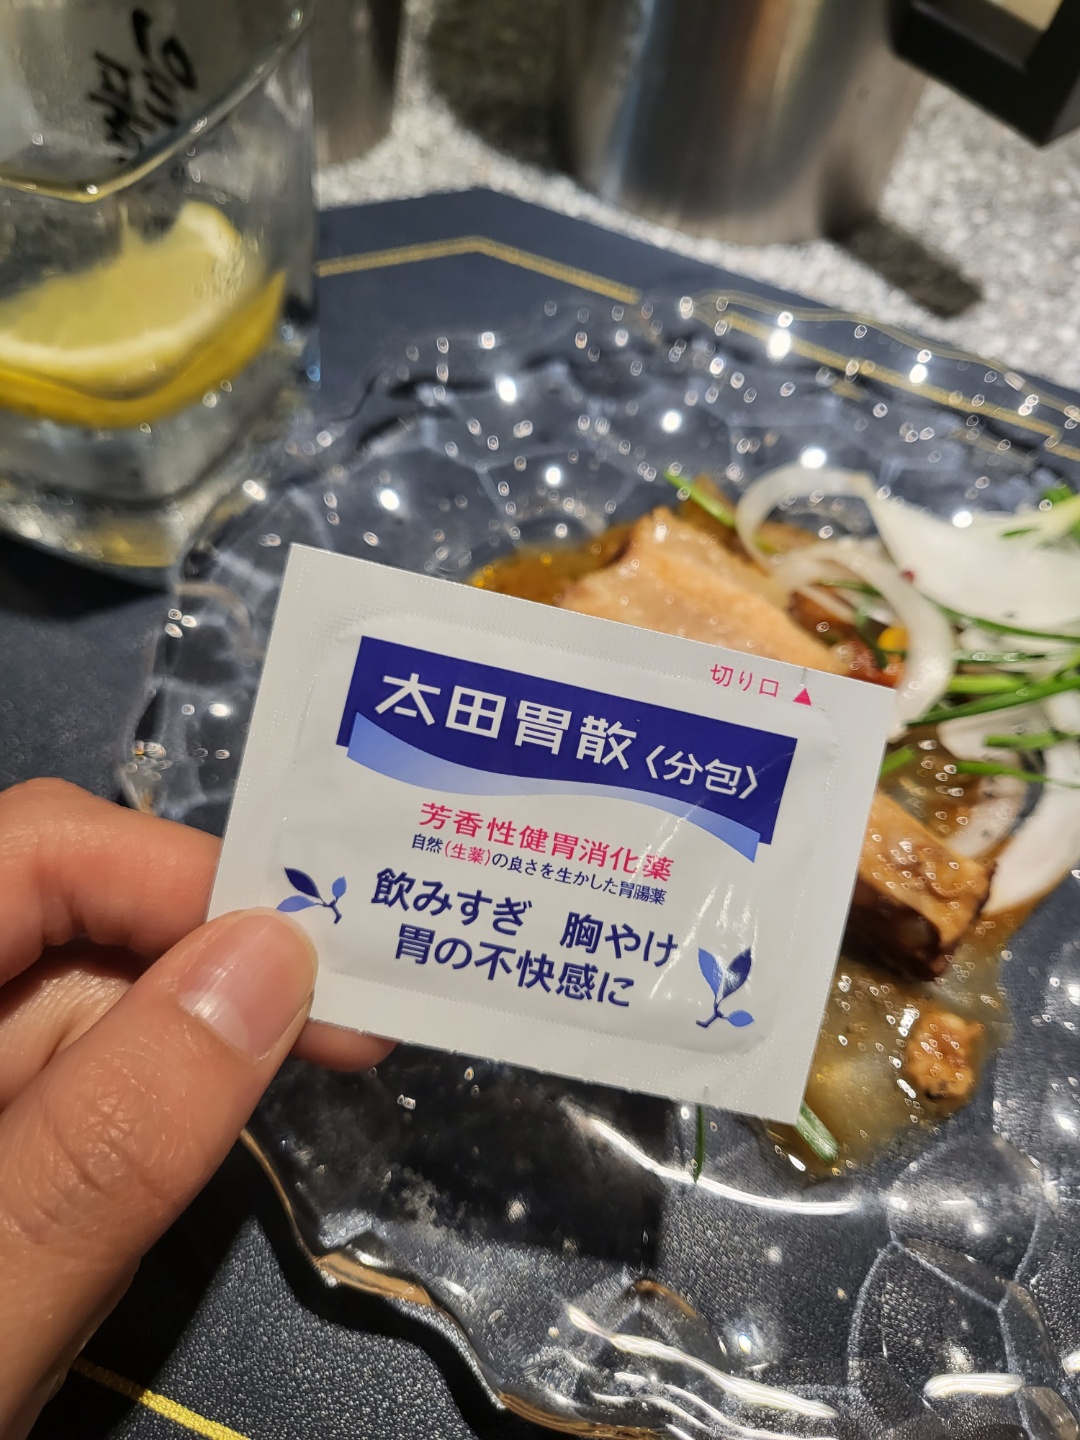 切り口▲
太田胃散〈分包〉
芳香性健胃消化薬
自然(生薬)の良さを生かした胃腸薬
飲みすぎ 胸やけ
胃の不快感に